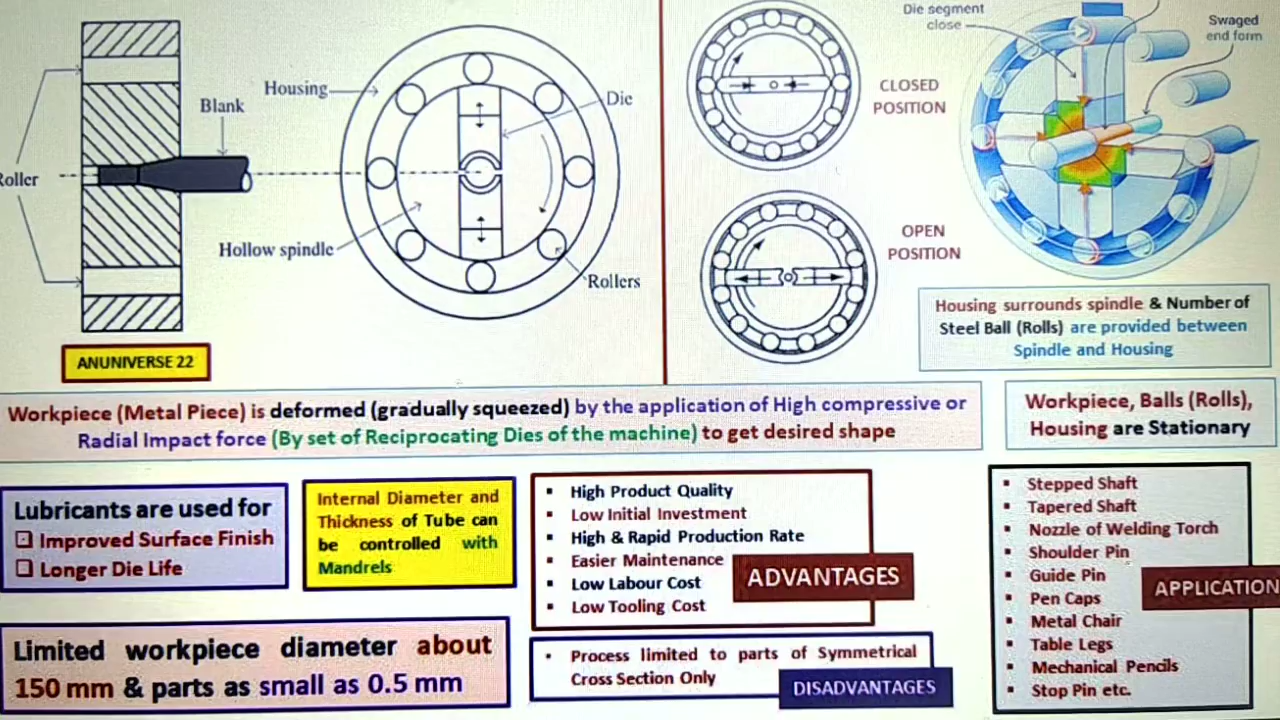 Roller
Blank
Housing
Die
Hollow spindle
Rollers
ANUNIVERSE 22
CLOSED
POSITION
OPEN
POSITION
Die segment
close
Swaged
end form
Housing surrounds spindle & Number of
Steel Ball (Rolls) are provided between
Spindle and Housing
Workpiece (Metal Piece) is deformed (gradually squeezed) by the application of High compressive or
Radial Impact force (By set of Reciprocating Dies of the machine) to get desired shape
Workpiece, Balls (Rolls),
Housing are Stationary
Lubricants are used for
Improved Surface Finish
Longer Die Life
Internal Diameter and
Thickness of Tube can
be controlled with
Mandrels
Limited workpiece diameter about
150 mm & parts as small as 0.5 mm
High Product Quality
Low Initial Investment
High & Rapid Production Rate
Easier Maintenance
Low Labour Cost
Low Tooling Cost
ADVANTAGES
Process limited to parts of Symmetrical
Cross Section Only
DISADVANTAGES
Stepped Shaft
Tapered Shaft
Nozzle of Welding Torch
Shoulder Pin
Guide Pin
Pen Caps
Metal Chair
Table Legs
Mechanical Pencils
Stop Pin etc.
APPLICATION